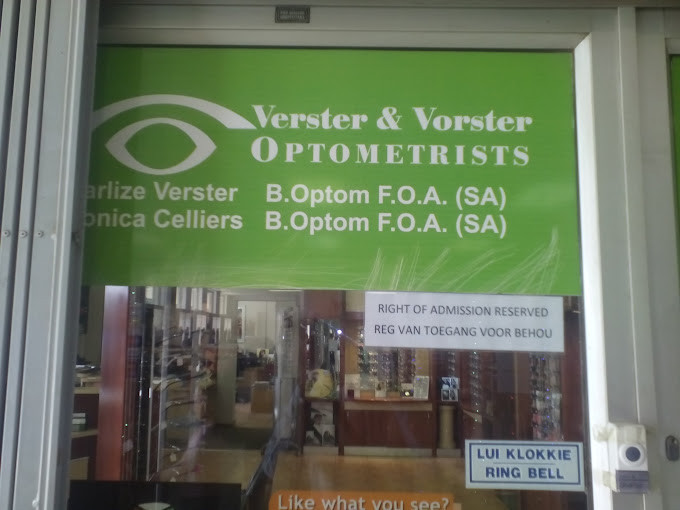 Verster & Vorster
OPTOMETRISTS
arlize Verster B.Optom F.O.A. (SA)
onica Celliers B.Optom F.O.A. (SA)
RIGHT OF ADMISSION RESERVED
REG VAN TOEGANG VOOR BEHOU
LUI KLOKKIE
RING BELL
Like what you see?